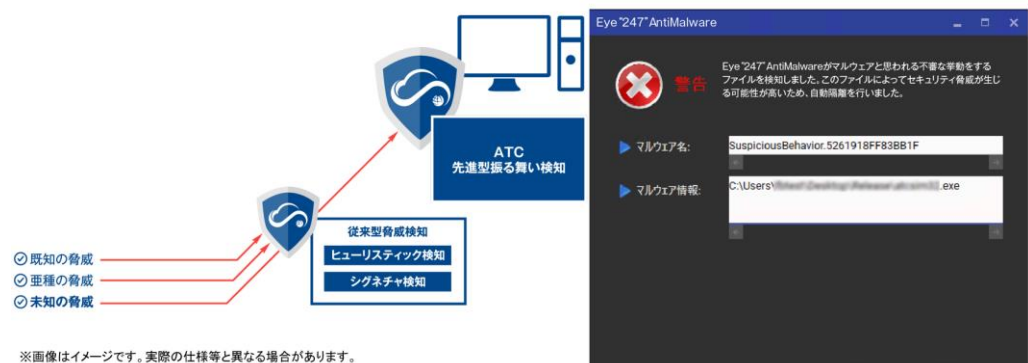 ATC
先進型振る舞い検知
従来型脅威検知
ヒューリスティック検知
シグネチャ検知
既知の脅威
亜種の脅威
未知の脅威
※画像はイメージです。実際の仕様等と異なる場合があります。
Eye "247" AntiMalware
警告
Eye "247" AntiMalwareがマルウェアと思われる不審な挙動をする
ファイルを検知しました。このファイルによってセキュリティ脅威が生じ
る可能性が高いため、自動隔離を行いました。
マルウェア名:
SuspiciousBehavior.5261918FF83BB1F
マルウェア情報:
C:\Users\ .exe